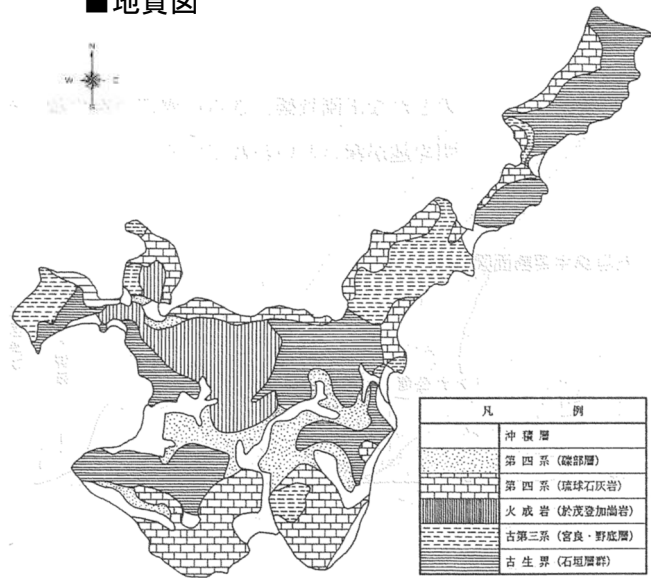 ■地質図
N
W
E
S
凡 例
沖積層
第四系(礫部層)
第四系(琉球石灰岩)
火成岩(於茂登花崗岩)
古第三系(宮良・野底層)
古生界(石垣層群)